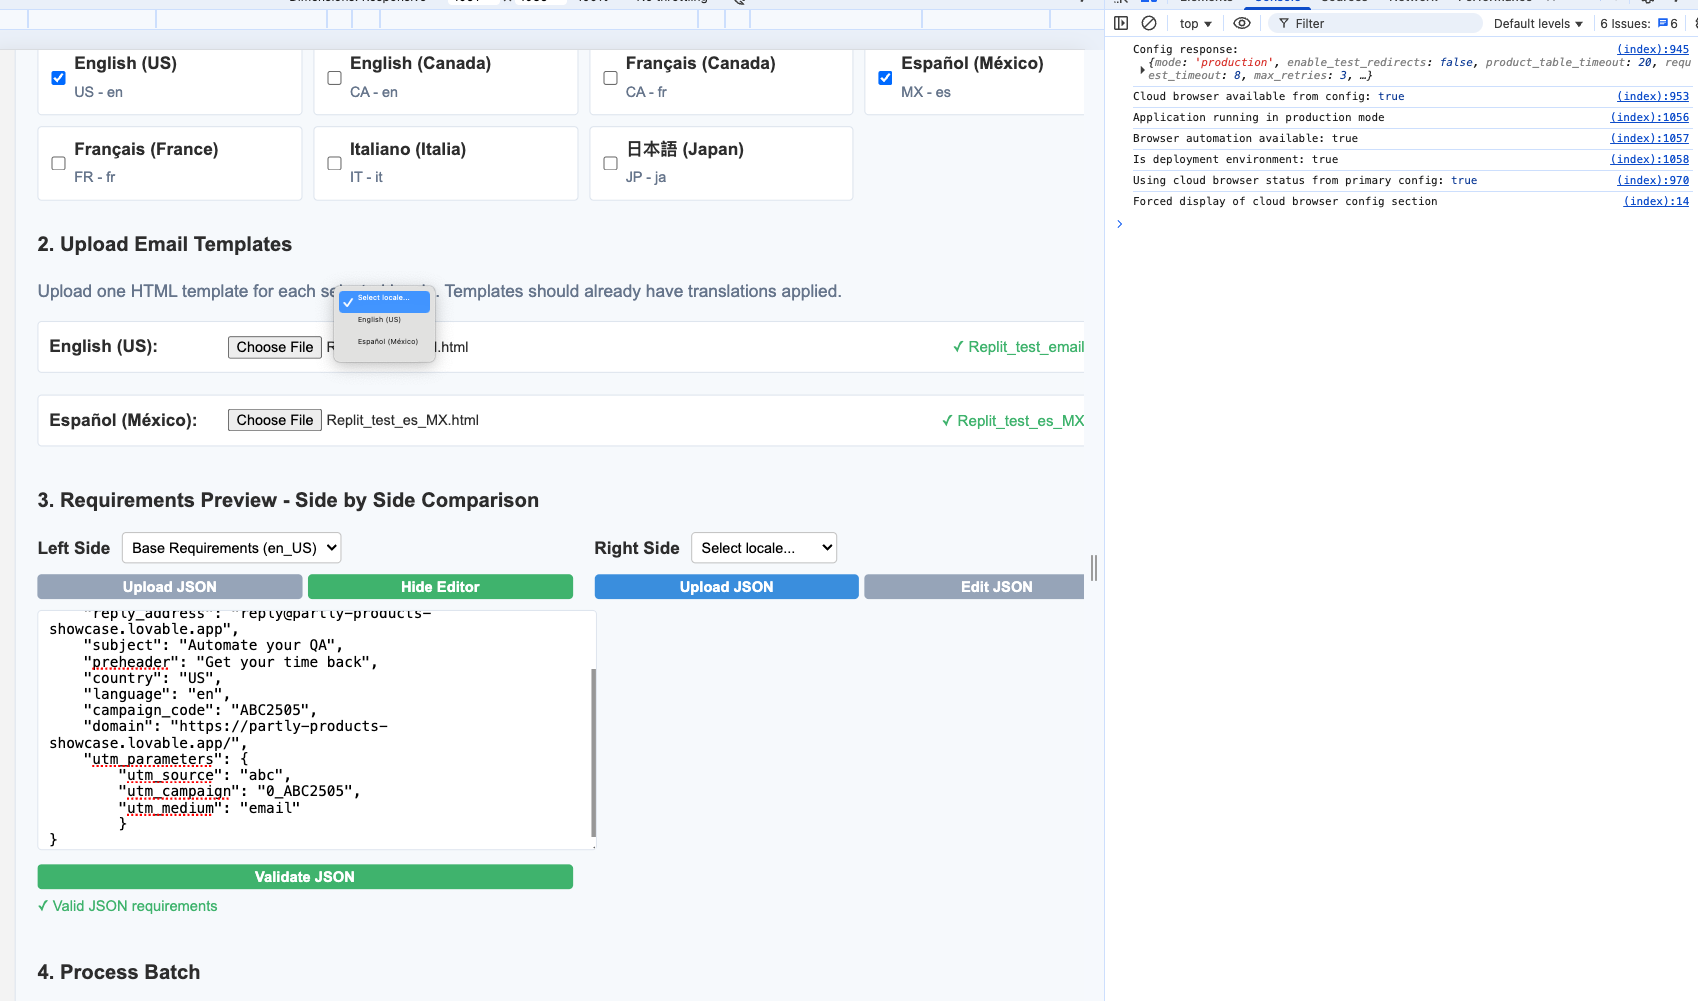 top ▼
Filter
Default levels ▼
6 Issues:
6
English (US)
US - en
English (Canada)
CA - en
Français (Canada)
CA - fr
Español (México)
MX - es
Français (France)
FR - fr
Italiano (Italia)
IT - it
日本語 (Japan)
JP - ja
2. Upload Email Templates
Upload one HTML template for each Templates should already have translations applied.
Select locale...
English (US)
Español (México)
English (US):
Choose File
.html
✓ Replit_test_email
Español (México):
Choose File
Replit_test_es_MX.html
✓ Replit_test_es_MX
3. Requirements Preview - Side by Side Comparison
Left Side
Base Requirements (en_US)
Right Side
Select locale...
Upload JSON
Hide Editor
Upload JSON
Edit JSON
"reply_address": "reply@partly-products-
showcase.lovable.app",
"subject": "Automate your QA",
"preheader": "Get your time back",
"country": "US",
"language": "en",
"campaign_code": "ABC2505",
"domain": "https://partly-products-
showcase.lovable.app/",
"utm_parameters": {
"utm_source": "abc",
"utm_campaign": "0_ABC2505",
"utm_medium": "email"
}
}
Validate JSON
✓ Valid JSON requirements
4. Process Batch
Config response:
(index):945
{mode: 'production', enable_test_redirects: false, product_table_timeout: 20, requ
est_timeout: 8, max_retries: 3, …}
Cloud browser available from config: true
(index):953
Application running in production mode
(index):1056
Browser automation available: true
(index):1057
Is deployment environment: true
(index):1058
Using cloud browser status from primary config: true
(index):970
Forced display of cloud browser config section
(index):14